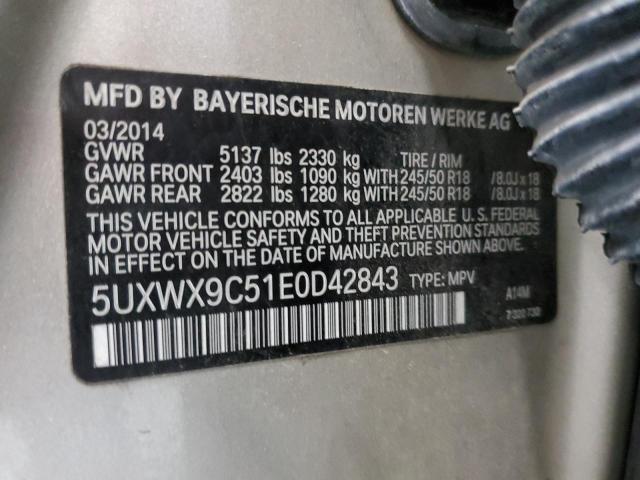 MFD BY BAYERISCHE MOTOREN WERKE AG
03/2014
GVWR 5137 lbs 2330 kg TIRE / RIM
GAWR FRONT 2403 lbs 1090 kg WITH 245/50 R18 /8.0J x 18
GAWR REAR 2822 lbs 1280 kg WITH 245/50 R18 /8.0J x 18
THIS VEHICLE CONFORMS TO ALL APPLICABLE U. S. FEDERAL
MOTOR VEHICLE SAFETY AND THEFT PREVENTION STANDARDS
IN EFFECT ON THE DATE OF MANUFACTURE SHOWN ABOVE.
5UXWX9C51E0D42843 TYPE: MPV
A14M
7 320 730